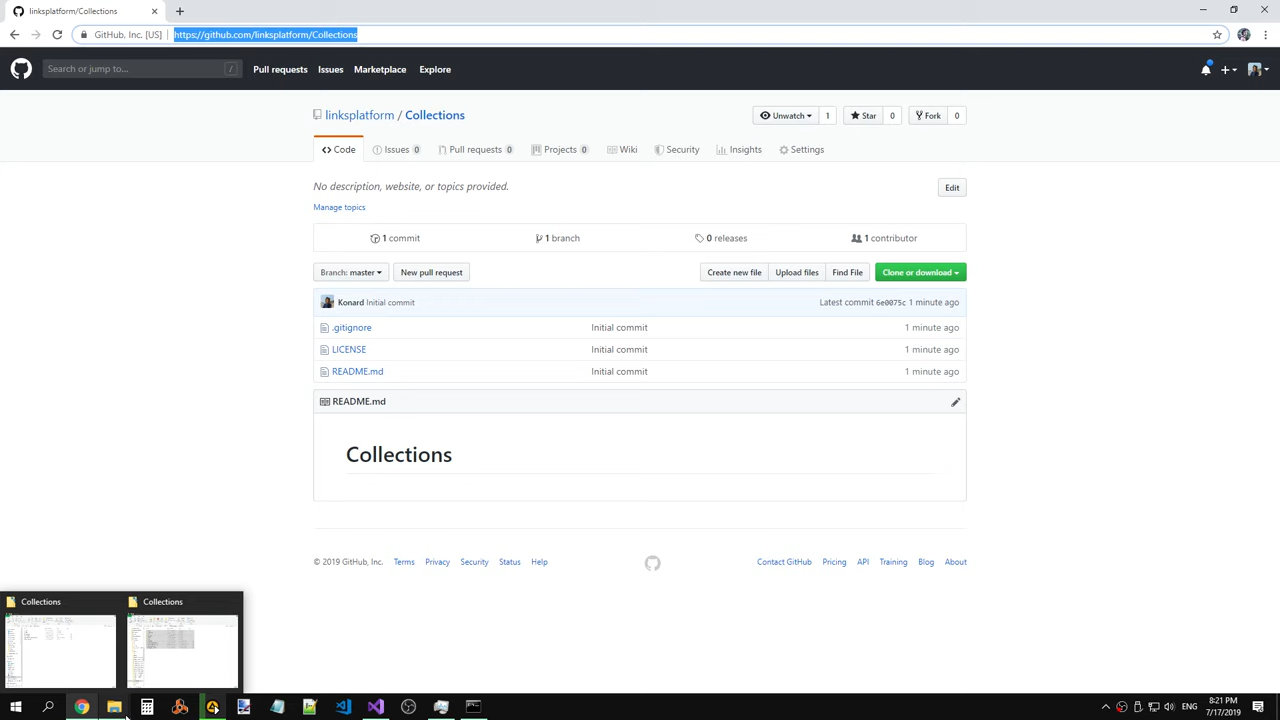 linksplatform/Collections
GitHub, Inc. [US] https://github.com/linksplatform/Collections
Search or jump to... / Pull requests Issues Marketplace Explore
linksplatform / Collections Unwatch 1 Star 0 Fork 0
Code Issues 0 Pull requests 0 Projects 0 Wiki Security Insights Settings
No description, website, or topics provided. Edit
Manage topics
1 commit 1 branch 0 releases 1 contributor
Branch: master New pull request Create new file Upload files Find File Clone or download
Konard Initial commit Latest commit 6e0075c 1 minute ago
.gitignore Initial commit 1 minute ago
LICENSE Initial commit 1 minute ago
README.md Initial commit 1 minute ago
README.md
Collections
© 2019 GitHub, Inc. Terms Privacy Security Status Help Contact GitHub Pricing API Training Blog About
Collections Collections
8:21 PM
ENG
7/17/2019